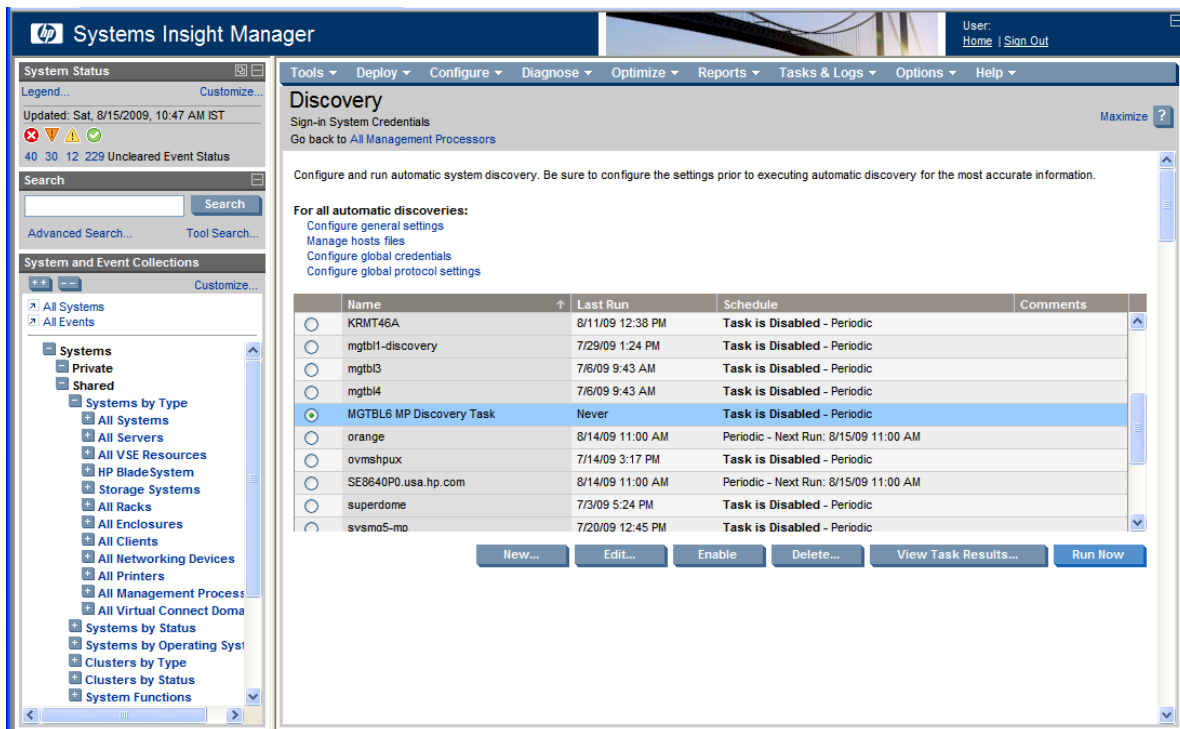 hp Systems Insight Manager
User:
Home | Sign Out
System Status
Legend... Customize...
Updated: Sat, 8/15/2009, 10:47 AM IST
40 30 12 229 Uncleared Event Status
Search
Search
Advanced Search... Tool Search...
System and Event Collections
Customize...
All Systems
All Events
Systems
Private
Shared
Systems by Type
All Systems
All Servers
All VSE Resources
HP BladeSystem
Storage Systems
All Racks
All Enclosures
All Clients
All Networking Devices
All Printers
All Management Process
All Virtual Connect Doma
Systems by Status
Systems by Operating Syst
Clusters by Type
Clusters by Status
System Functions
Tools Deploy Configure Diagnose Optimize Reports Tasks & Logs Options Help
Discovery
Sign-in System Credentials
Go back to All Management Processors
Maximize ?
Configure and run automatic system discovery. Be sure to configure the settings prior to executing automatic discovery for the most accurate information.
For all automatic discoveries:
Configure general settings
Manage hosts files
Configure global credentials
Configure global protocol settings
Name Last Run Schedule Comments
KRMT46A 8/11/09 12:38 PM Task is Disabled - Periodic
mgtbl1-discovery 7/29/09 1:24 PM Task is Disabled - Periodic
mgtbl3 7/6/09 9:43 AM Task is Disabled - Periodic
mgtbl4 7/6/09 9:43 AM Task is Disabled - Periodic
MGTBL6 MP Discovery Task Never Task is Disabled - Periodic
orange 8/14/09 11:00 AM Periodic - Next Run: 8/15/09 11:00 AM
ovmshpux 7/14/09 3:17 PM Task is Disabled - Periodic
SE8640P0.usa.hp.com 8/14/09 11:00 AM Periodic - Next Run: 8/15/09 11:00 AM
superdome 7/3/09 5:24 PM Task is Disabled - Periodic
sysmg5-mp 7/20/09 12:45 PM Task is Disabled - Periodic
New... Edit... Enable Delete... View Task Results... Run Now